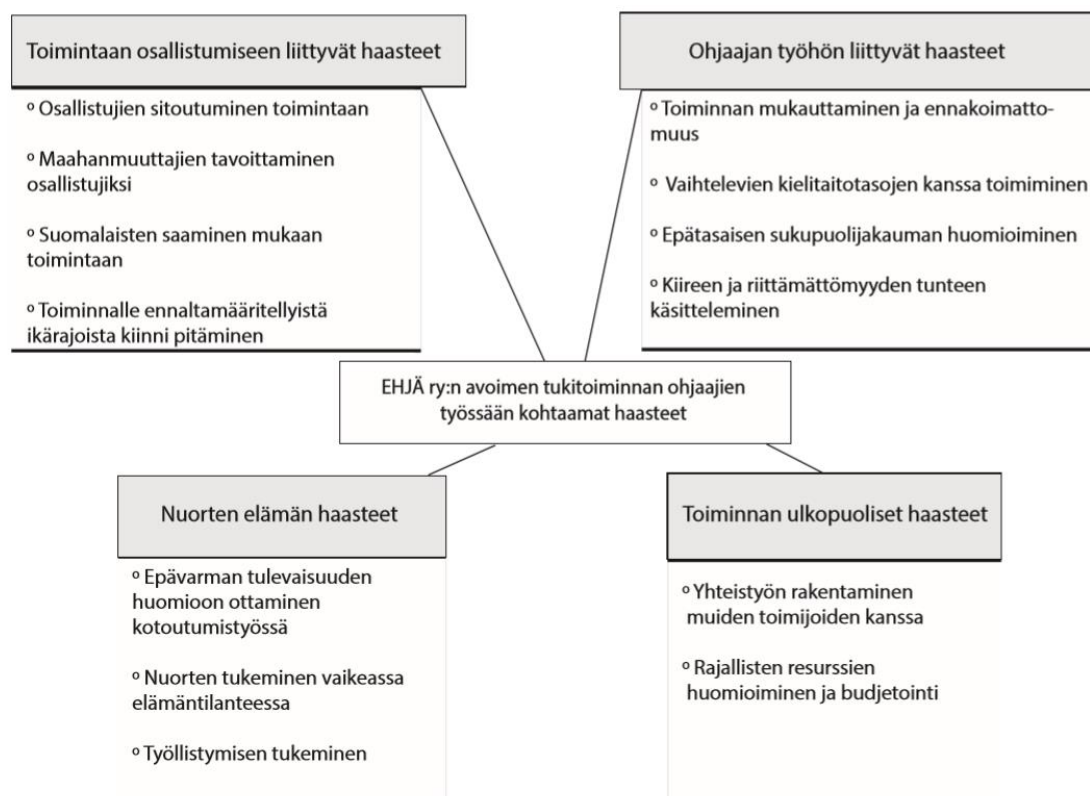 Toimintaan osallistumiseen liittyvät haasteet
º Osallistujien sitoutuminen toimintaan
º Maahanmuuttajien tavoittaminen
osallistujiksi
º Suomalaisten saaminen mukaan
toimintaan
º Toiminnalle ennaltamääritellyistä
ikärajoista kiinni pitäminen
Ohjaajan työhön liittyvät haasteet
º Toiminnan mukauttaminen ja ennakoimatto-
muus
º Vaihtelevien kielitaitotasojen kanssa toimiminen
º Epätasaisen sukupuolijakauman huomioiminen
º Kiireen ja riittämättömyyden tunteen
käsitteleminen
EHJÄ ry:n avoimen tukitoiminnan ohjaajien
työssään kohtaamat haasteet
Nuorten elämän haasteet
º Epävarman tulevaisuuden
huomioon ottaminen
kotoutumistyössä
º Nuorten tukeminen vaikeassa
elämäntilanteessa
º Työllistymisen tukeminen
Toiminnan ulkopuoliset haasteet
º Yhteistyön rakentaminen
muiden toimijoiden kanssa
º Rajallisten resurssien
huomioiminen ja budjetointi